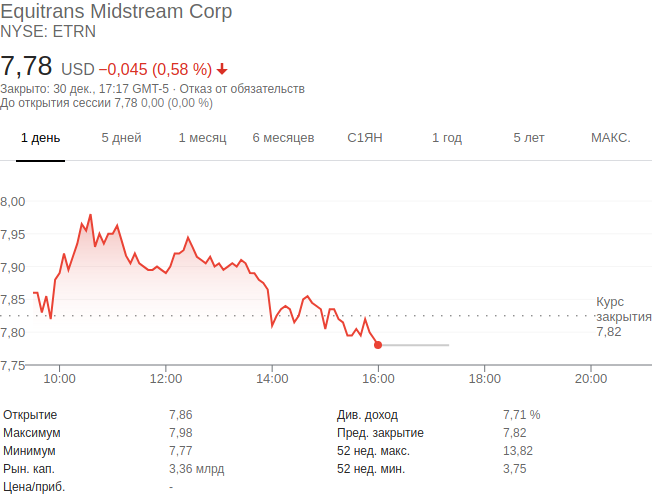 Equitrans Midstream Corp
NYSE: ETRN
7,78 USD −0,045 (0,58 %)
Закрыто: 30 дек., 17:17 GMT-5 · Отказ от обязательств
До открытия сессии 7,78 0,00 (0,00 %)
1 день 5 дней 1 месяц 6 месяцев С1ЯН 1 год 5 лет МАКС.
8,00
7,95
7,90
7,85
7,80
7,75
Курс
закрытия
7,82
10:00 12:00 14:00 16:00 18:00 20:00
Открытие 7,86 Див. доход 7,71 %
Максимум 7,98 Пред. закрытие 7,82
Минимум 7,77 52 нед. макс. 13,82
Рын. кап. 3,36 млрд 52 нед. мин. 3,75
Цена/приб. -